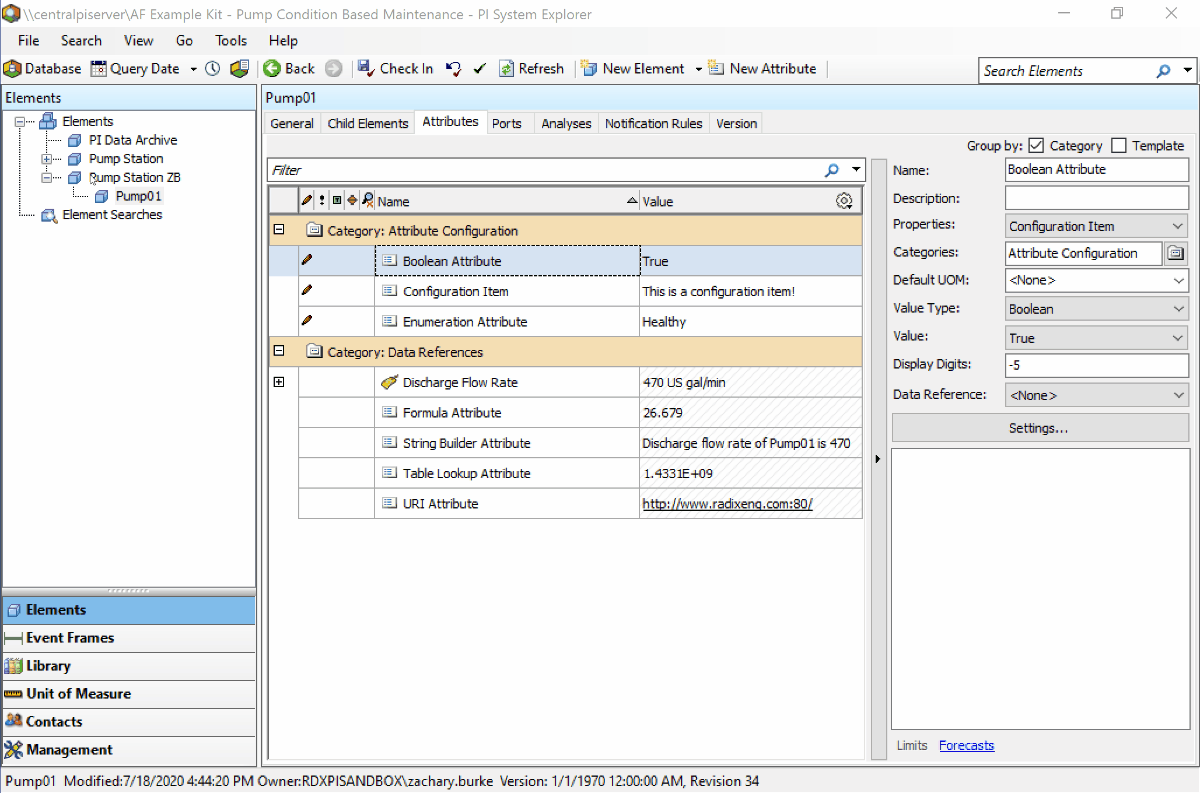 \\centralpiserver\AF Example Kit - Pump Condition Based Maintenance - PI System Explorer
File Search View Go Tools Help
Database Query Date Back Check In Refresh New Element New Attribute Search Elements
Elements
Elements
PI Data Archive
Pump Station
Pump Station ZB
Pump01
Element Searches
Elements
Event Frames
Library
Unit of Measure
Contacts
Management
Pump01
General Child Elements Attributes Ports Analyses Notification Rules Version
Group by: Category Template
Filter
Name Value
Category: Attribute Configuration
Boolean Attribute True
Configuration Item This is a configuration item!
Enumeration Attribute Healthy
Category: Data References
Discharge Flow Rate 470 US gal/min
Formula Attribute 26.679
String Builder Attribute Discharge flow rate of Pump01 is 470
Table Lookup Attribute 1.4331E+09
URI Attribute http://www.radixeng.com:80/
Name: Boolean Attribute
Description:
Properties: Configuration Item
Categories: Attribute Configuration
Default UOM: <None>
Value Type: Boolean
Value: True
Display Digits: -5
Data Reference: <None>
Settings...
Limits Forecasts
Pump01 Modified:7/18/2020 4:44:20 PM Owner:RDXPISANDBOX\zachary.burke Version: 1/1/1970 12:00:00 AM, Revision 34